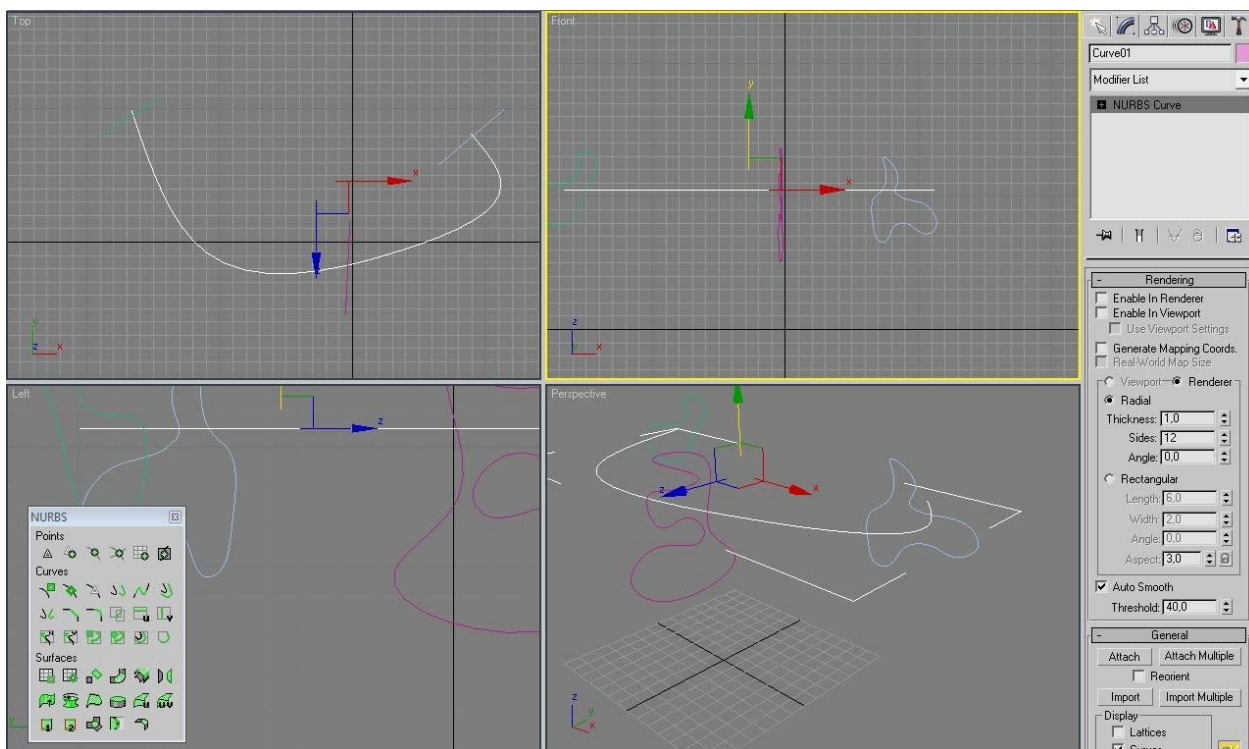 Top
Front
y
x
x
y
z x
z
y x
Left
Perspective
z
z x
y
z
y
x
NURBS
Points
Curves
Surfaces
Curve01
Modifier List
NURBS Curve
Rendering
Enable In Renderer
Enable In Viewport
Use Viewport Settings
Generate Mapping Coords.
Real-World Map Size
Viewport Renderer
Radial
Thickness: 1,0
Sides: 12
Angle: 0,0
Rectangular
Length: 6,0
Width: 2,0
Angle: 0,0
Aspect: 3,0
Auto Smooth
Threshold: 40,0
General
Attach Attach Multiple
Reorient
Import Import Multiple
Display
Lattices
Curves